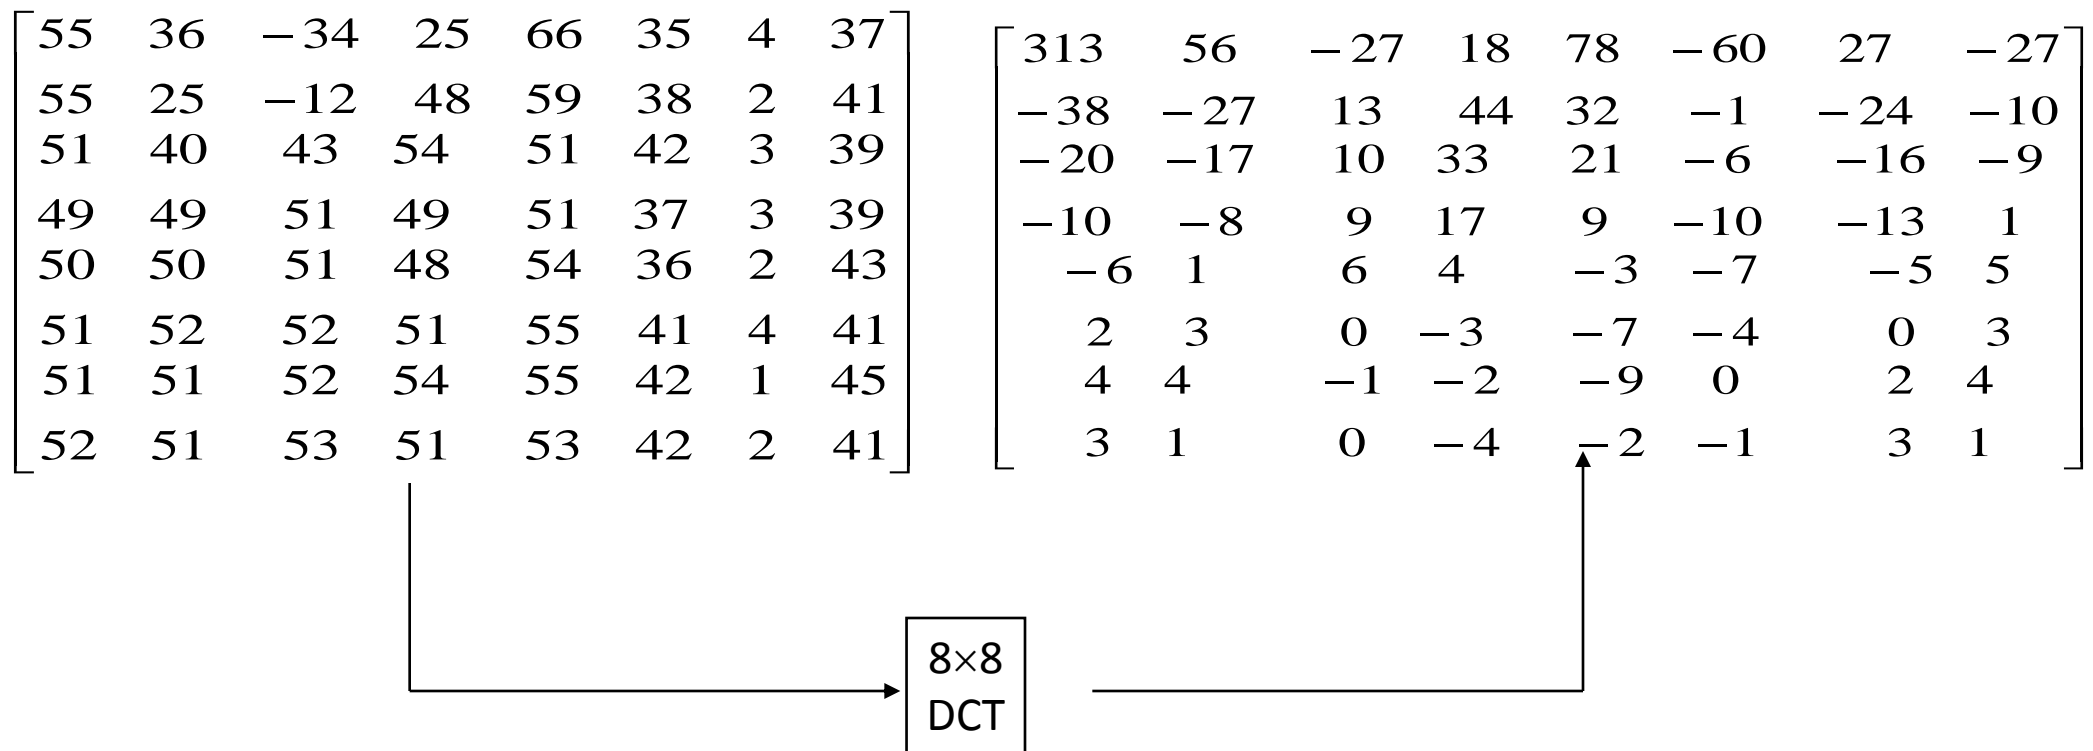 55 36 −34 25 66 35 4 37
55 25 −12 48 59 38 2 41
51 40 43 54 51 42 3 39
49 49 51 49 51 37 3 39
50 50 51 48 54 36 2 43
51 52 52 51 55 41 4 41
51 51 52 54 55 42 1 45
52 51 53 51 53 42 2 41
313 56 −27 18 78 −60 27 −27
−38 −27 13 44 32 −1 −24 −10
−20 −17 10 33 21 −6 −16 −9
−10 −8 9 17 9 −10 −13 1
−6 1 6 4 −3 −7 −5 5
2 3 0 −3 −7 −4 0 3
4 4 −1 −2 −9 0 2 4
3 1 0 −4 −2 −1 3 1
8×8
DCT